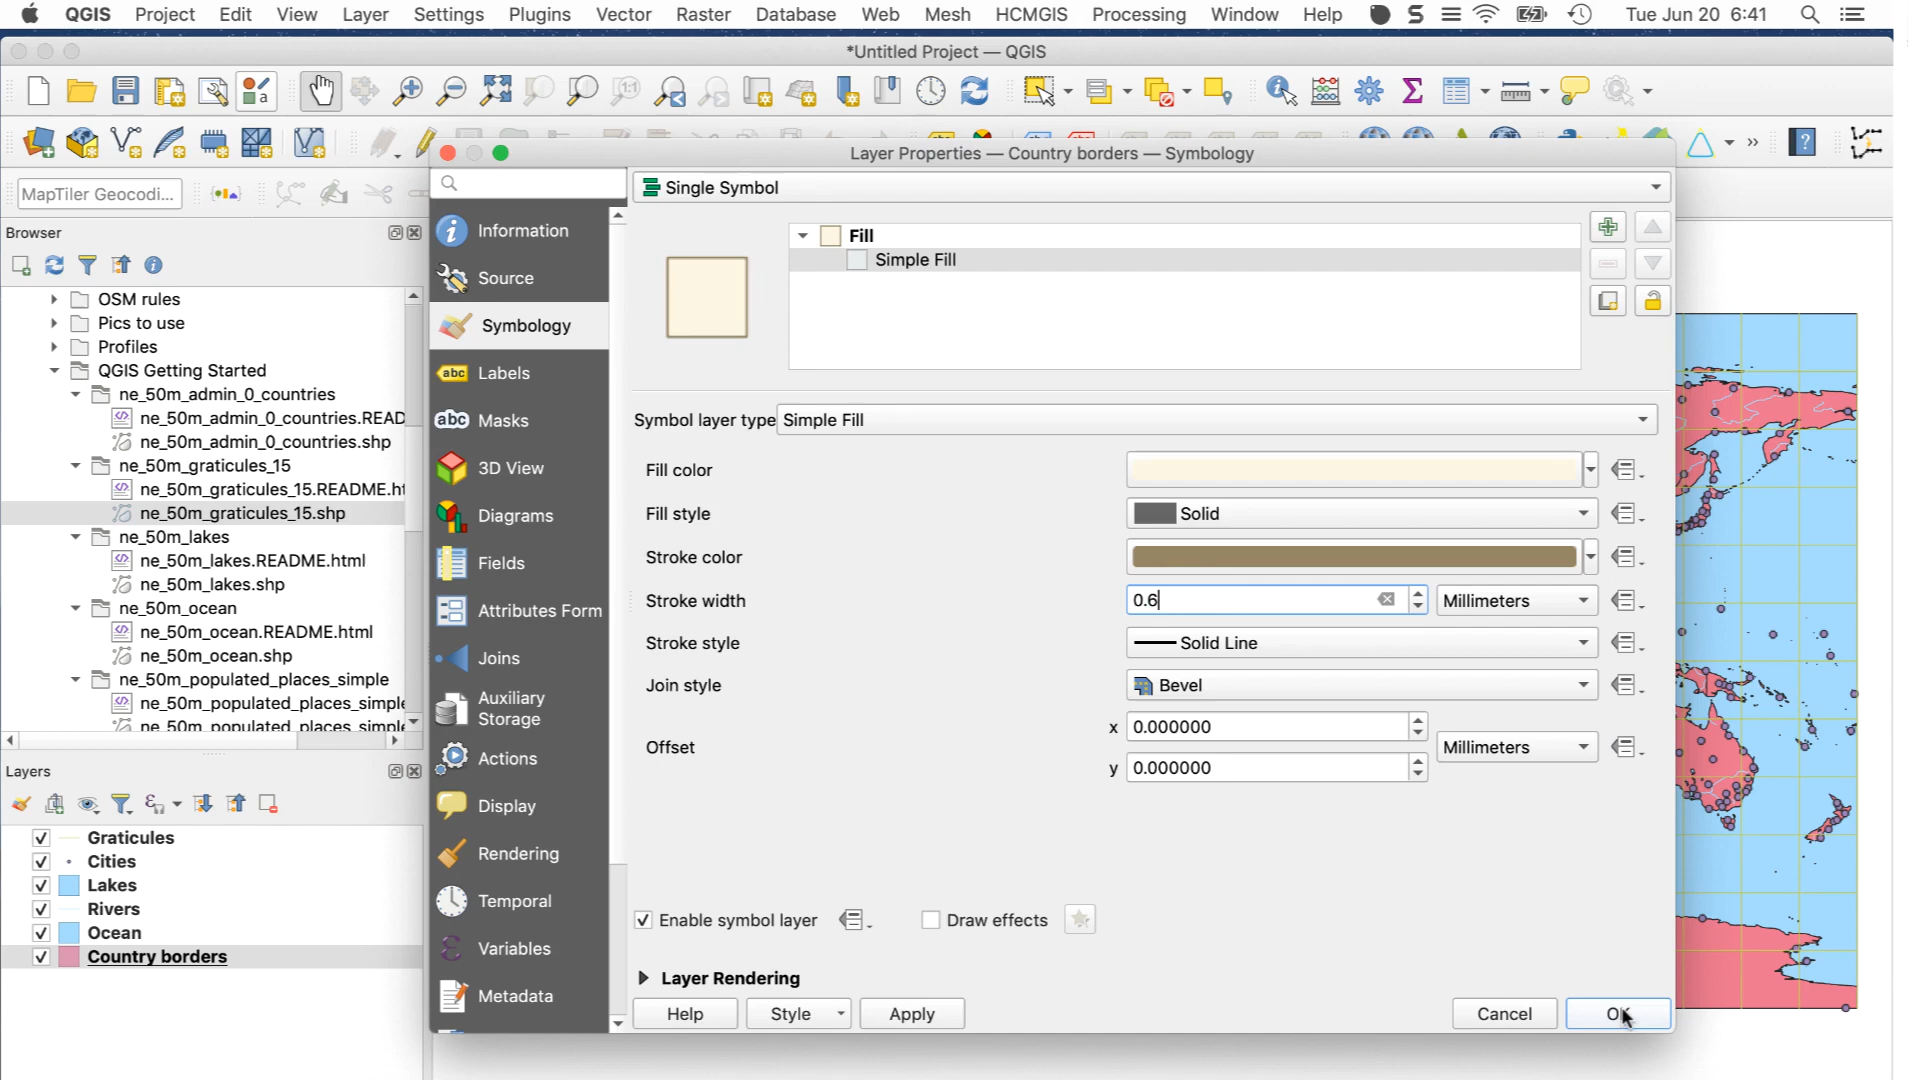 QGIS Project Edit View Layer Settings Plugins Vector Raster Database Web Mesh HCMGIS Processing Window Help Tue Jun 20 6:41
*Untitled Project — QGIS
Layer Properties — Country borders — Symbology
MapTiler Geocodi...
Single Symbol
Browser
Information
Fill
Simple Fill
Source
OSM rules
Pics to use
Symbology
Profiles
QGIS Getting Started
Labels
ne_50m_admin_0_countries
ne_50m_admin_0_countries.READ
Masks
Symbol layer type Simple Fill
ne_50m_admin_0_countries.shp
ne_50m_graticules_15
3D View
Fill color
ne_50m_graticules_15.README.ht
ne_50m_graticules_15.shp
Diagrams
Fill style Solid
ne_50m_lakes
ne_50m_lakes.README.html
Fields
Stroke color
ne_50m_lakes.shp
ne_50m_ocean
Attributes Form
Stroke width 0.6 Millimeters
ne_50m_ocean.README.html
ne_50m_ocean.shp
Joins
Stroke style Solid Line
ne_50m_populated_places_simple
ne_50m_populated_places_simple
ne_50m_populated_places_simple
Auxiliary
Storage
Join style Bevel
x 0.000000
Offset Millimeters
y 0.000000
Actions
Layers
Display
Graticules
Cities
Lakes
Rivers
Ocean
Country borders
Rendering
Temporal
Enable symbol layer Draw effects
Variables
Layer Rendering
Metadata
Help Style Apply Cancel OK